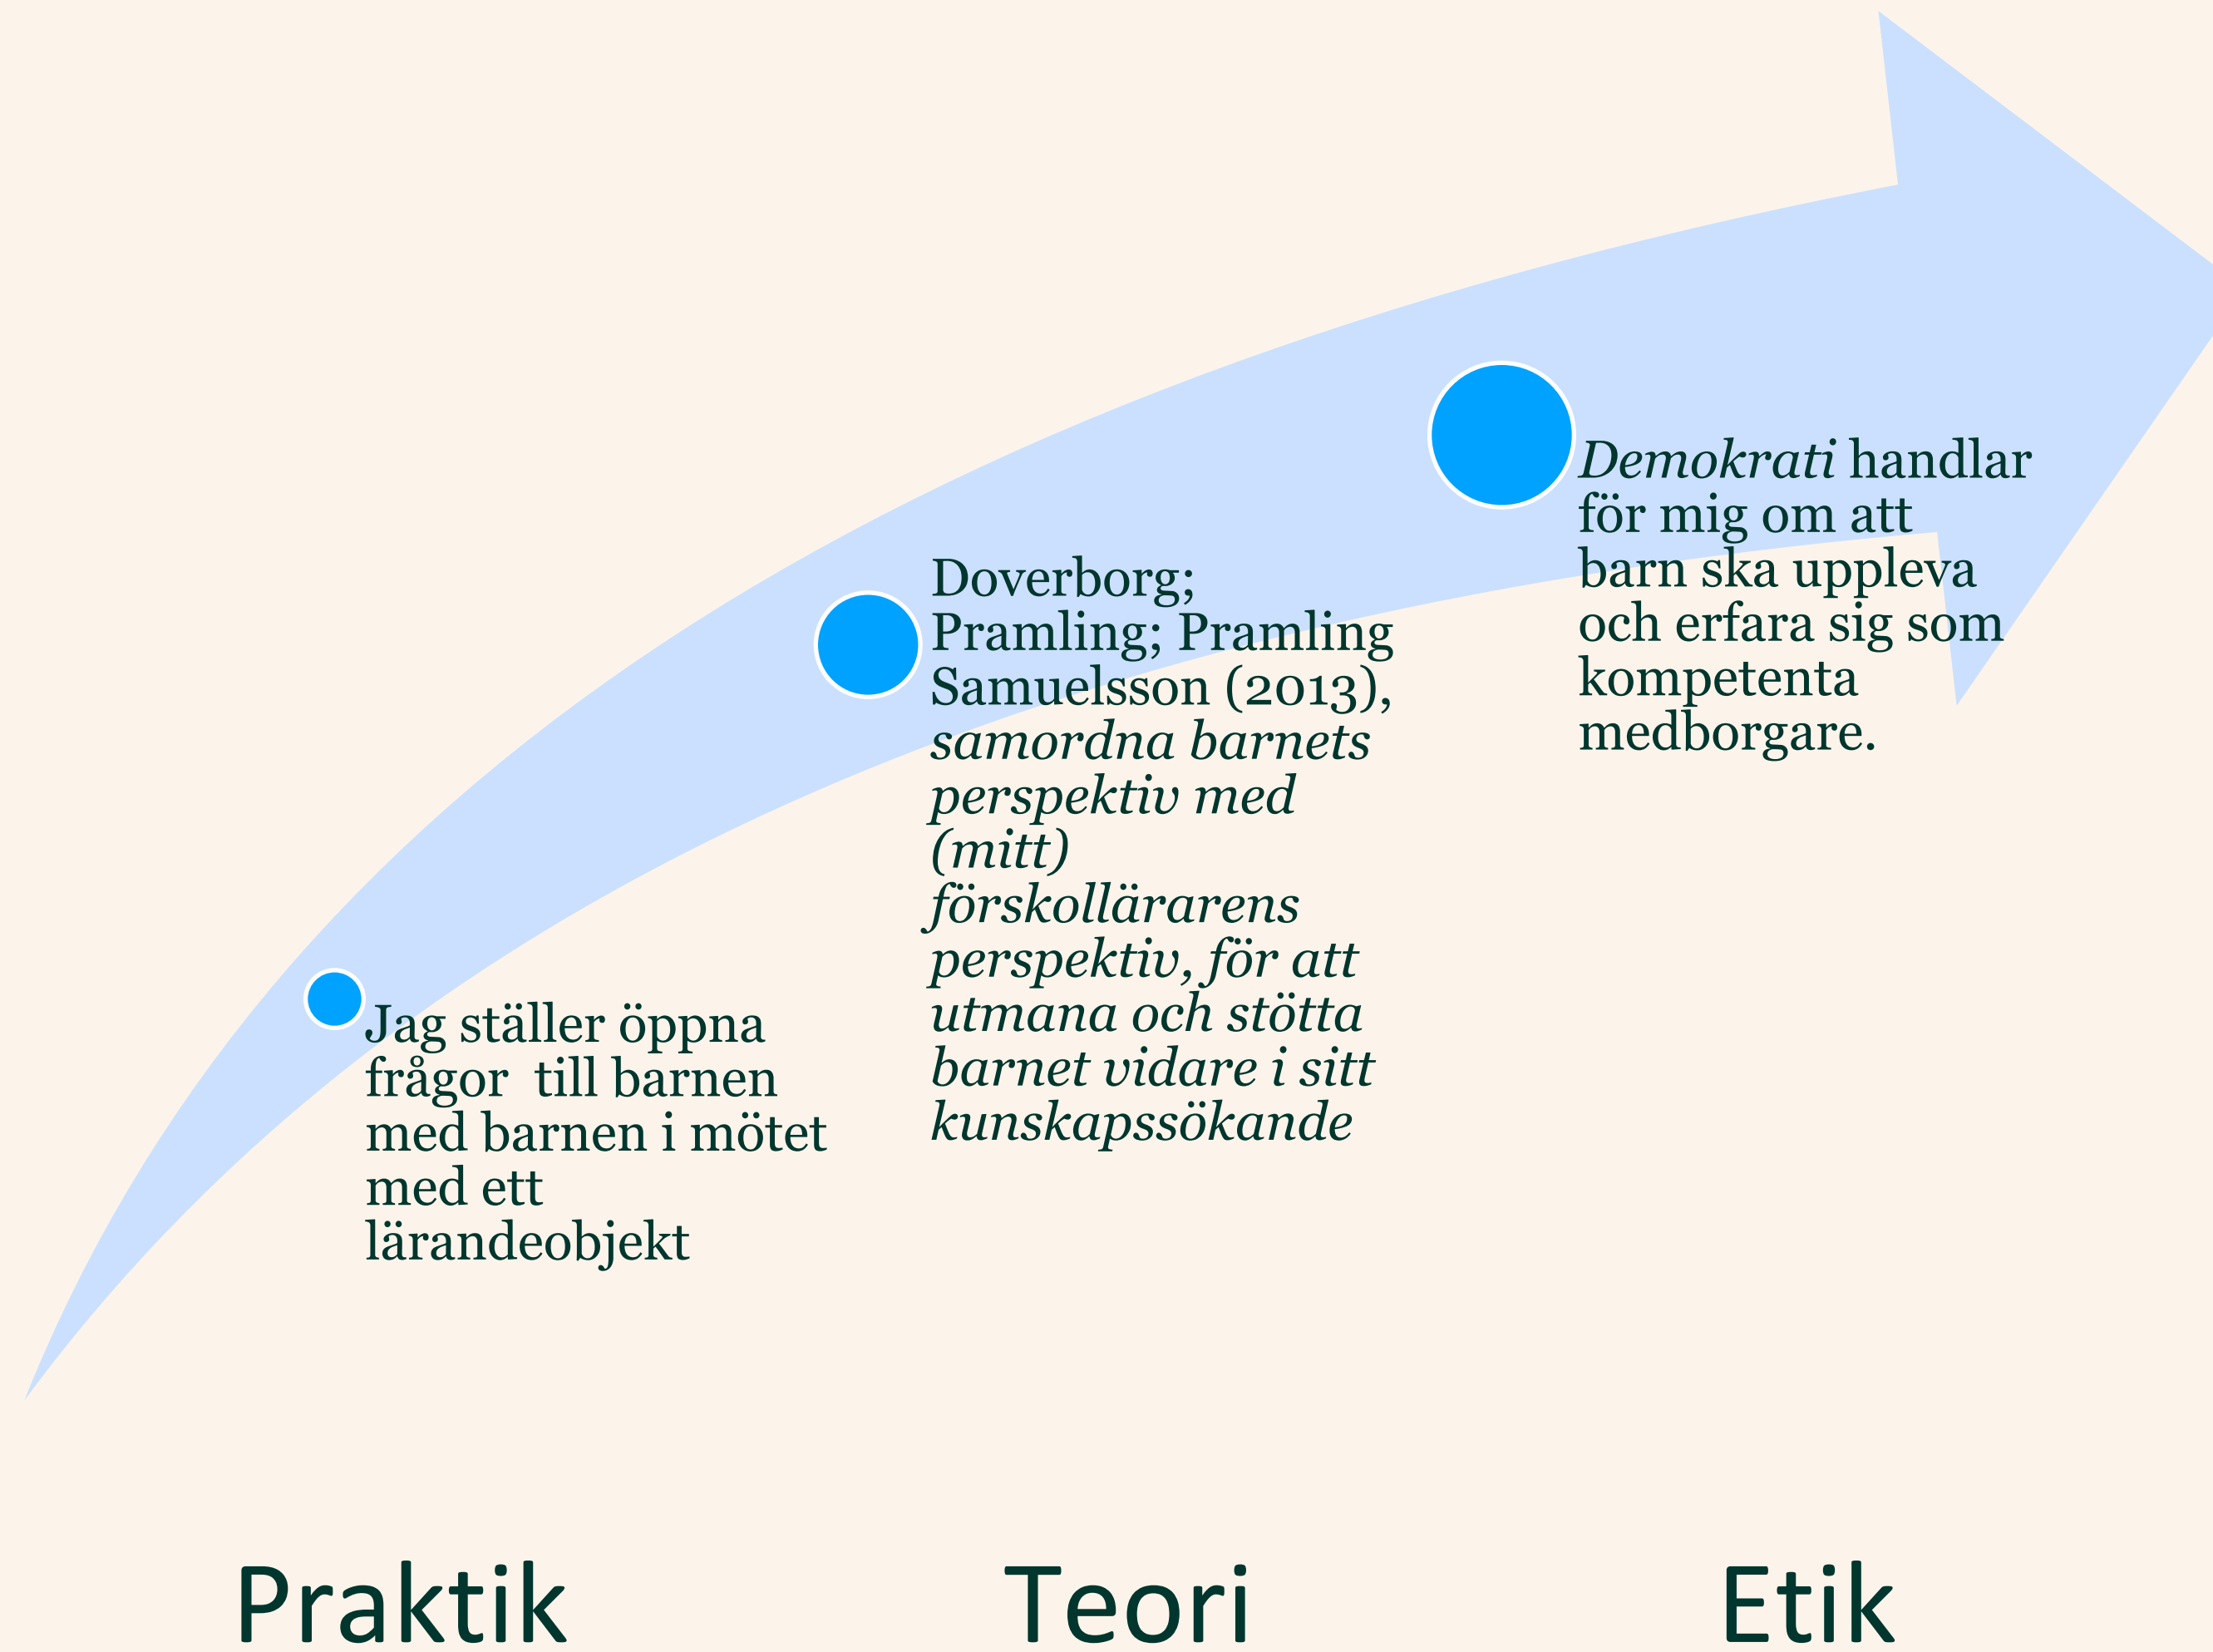 Jag ställer öppna
frågor  till barnen
med barnen i mötet
med ett
lärandeobjekt
Doverborg;
Pramling; Pramling
Samuelsson (2013),
samordna barnets
perspektiv med
(mitt)
förskollärarens
perspektiv, för att
utmana och stötta
barnet vidare i sitt
kunskapssökande
Demokrati handlar
för mig om att
barn ska uppleva
och erfara sig som
kompetenta
medborgare.
Praktik
Teori
Etik